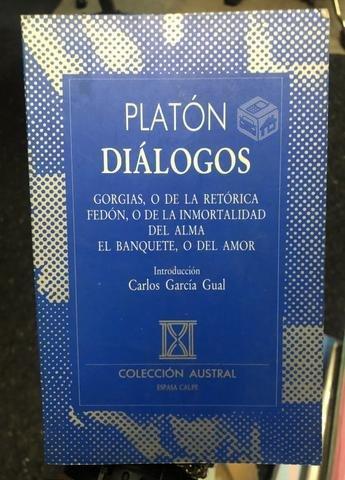 PLATÓN
DIÁLOGOS
GORGIAS, O DE LA RETÓRICA
FEDÓN, O DE LA INMORTALIDAD
DEL ALMA
EL BANQUETE, O DEL AMOR
Introducción
Carlos García Gual
COLECCIÓN AUSTRAL
ESPASA CALPE